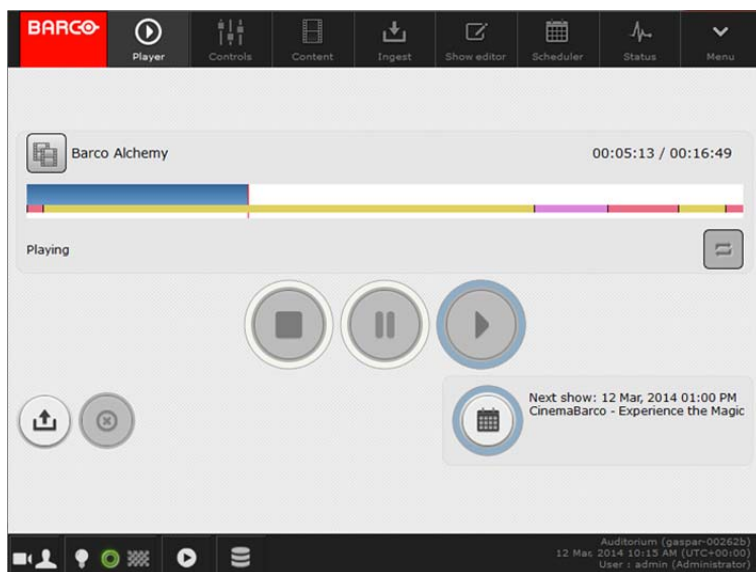 BARCO
Player
Controls
Content
Ingest
Show editor
Scheduler
Status
Menu
Barco Alchemy
00:05:13 / 00:16:49
Playing
Next show: 12 Mar, 2014 01:00 PM
CinemaBarco - Experience the Magic
Auditorium (gaspar-00262b)
12 Mar, 2014 10:15 AM (UTC+00:00)
User : admin (Administrator)